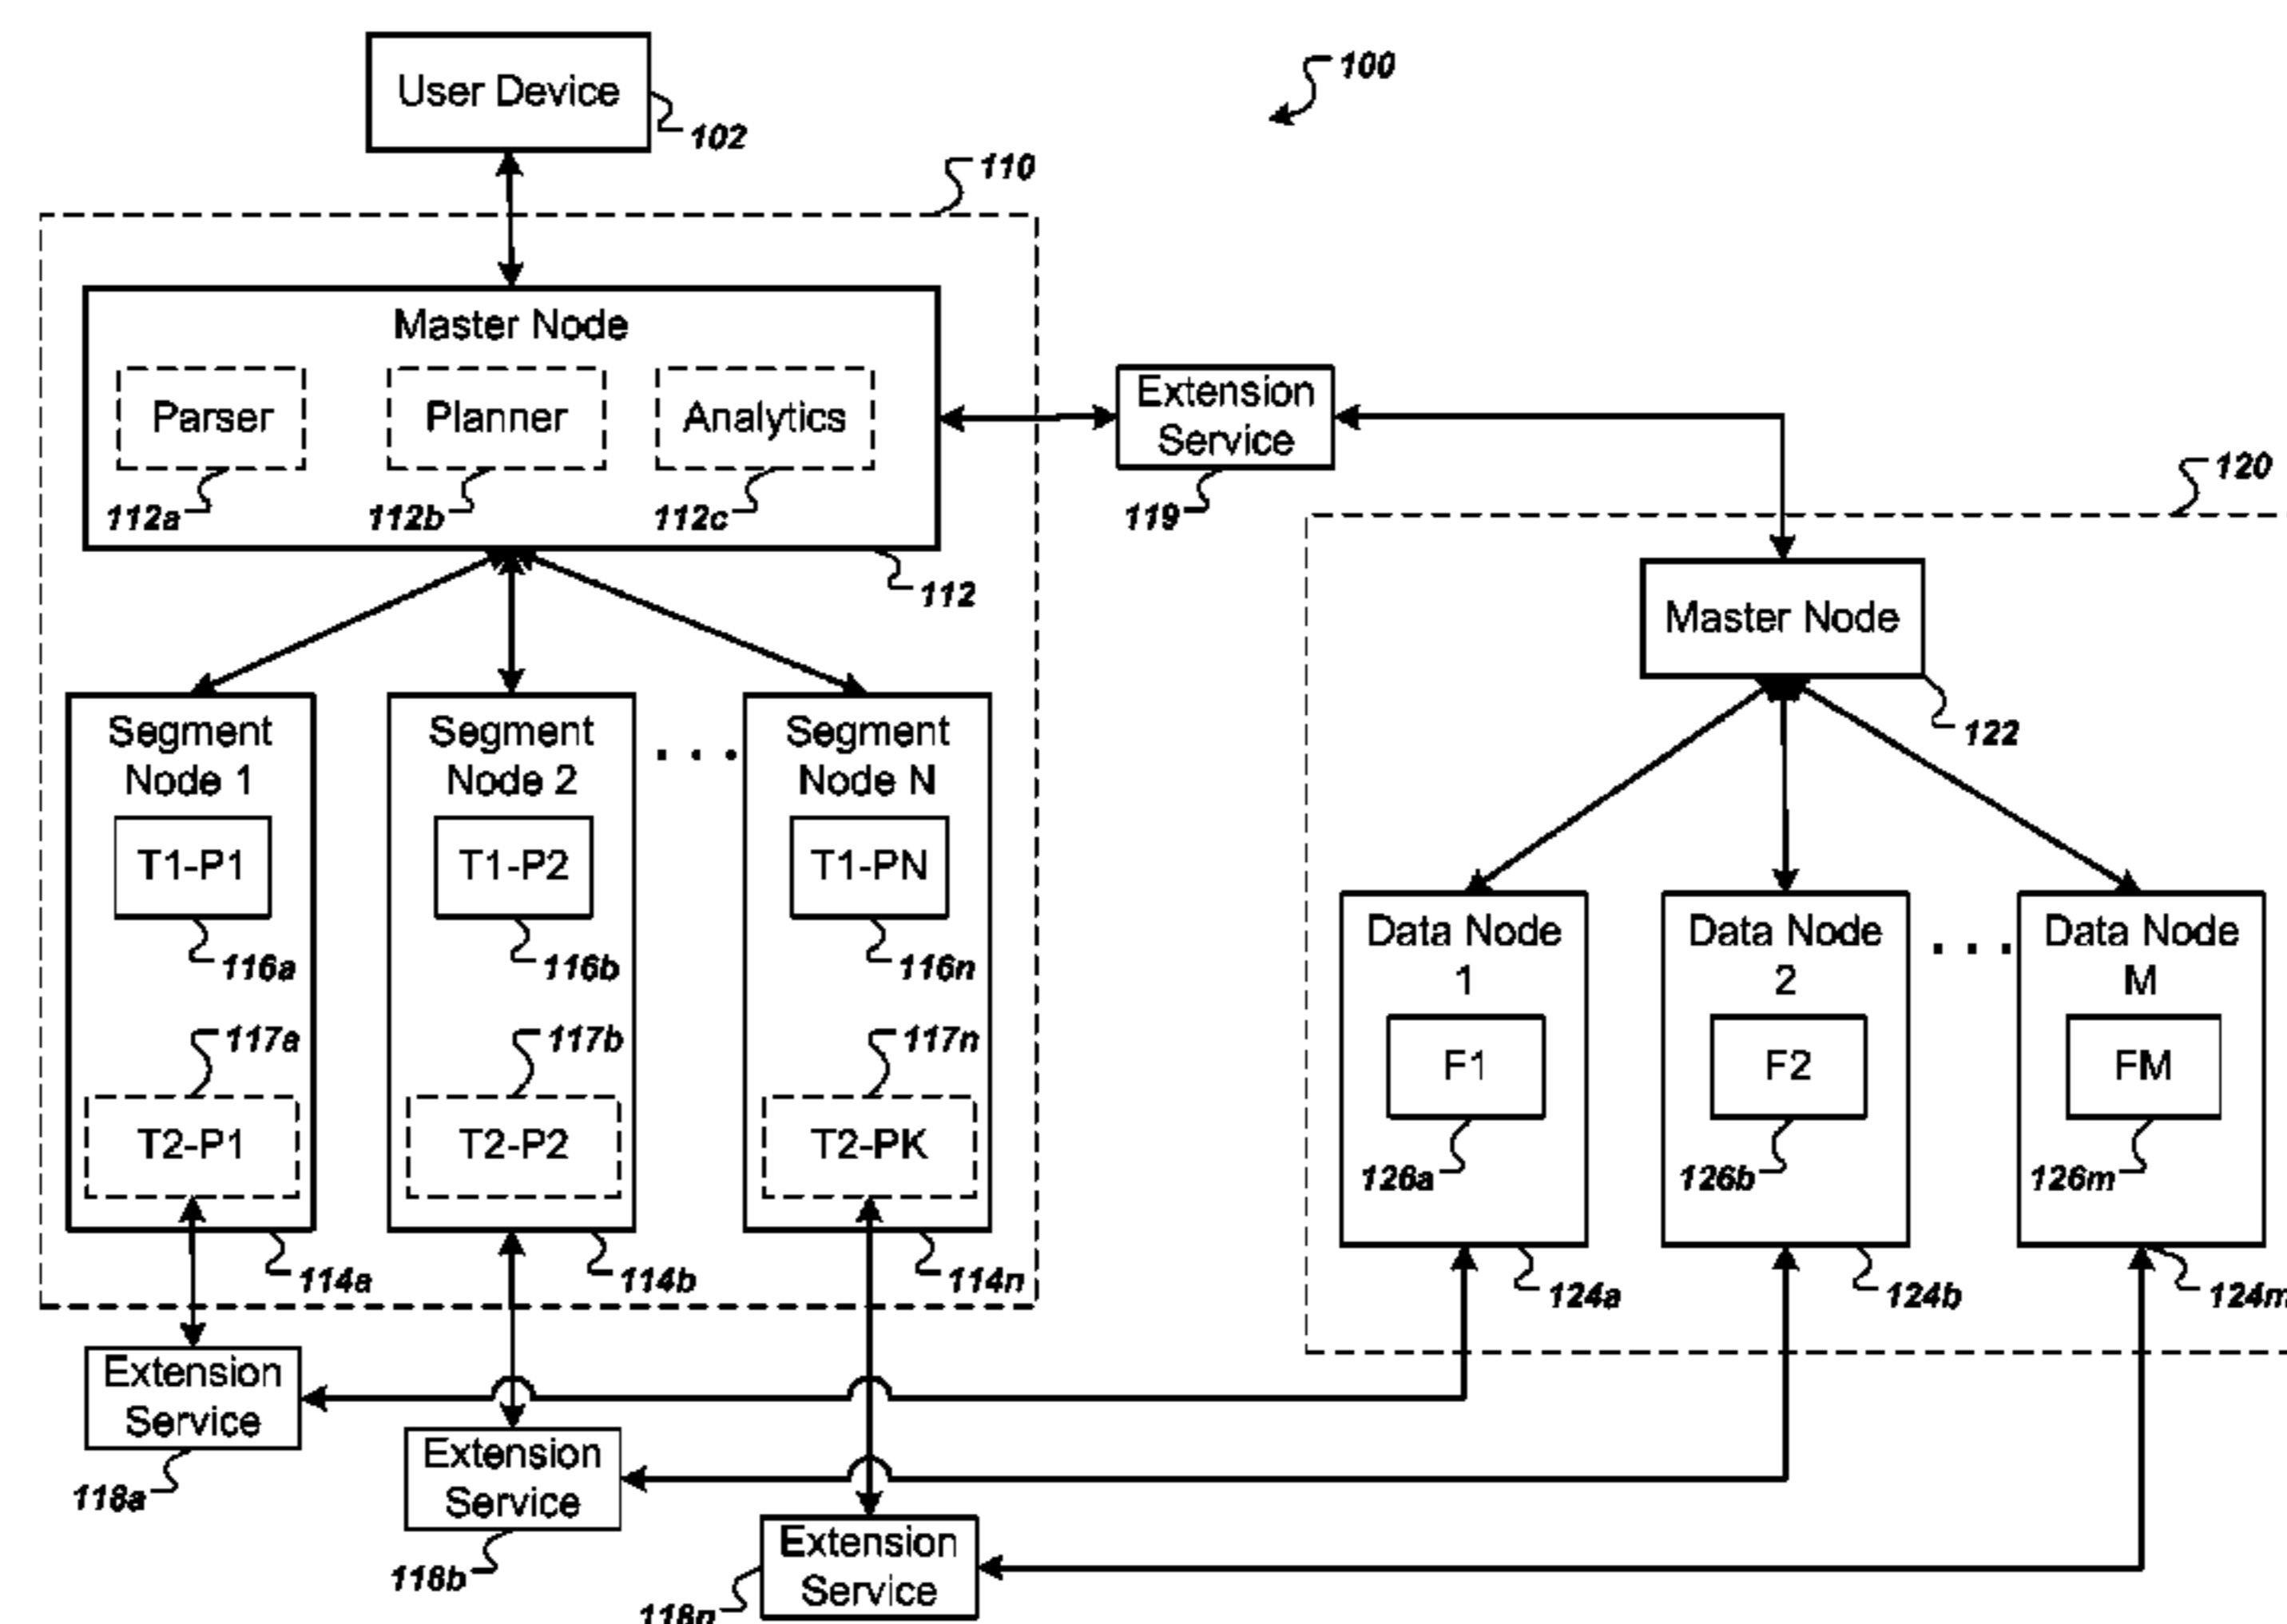 User Device
102
100
110
Master Node
Parser
Planner
Analytics
112a
112b
112c
112
Extension
Service
119
120
Master Node
122
Segment
Node 1
T1-P1
116a
117a
T2-P1
114a
Segment
Node 2
T1-P2
116b
117b
T2-P2
114b
. . .
Segment
Node N
T1-PN
116n
117n
T2-PK
114n
Data Node
1
F1
126a
124a
Data Node
2
F2
126b
124b
. . .
Data Node
M
FM
126m
124m
Extension
Service
118a
Extension
Service
118b
Extension
Service
118n